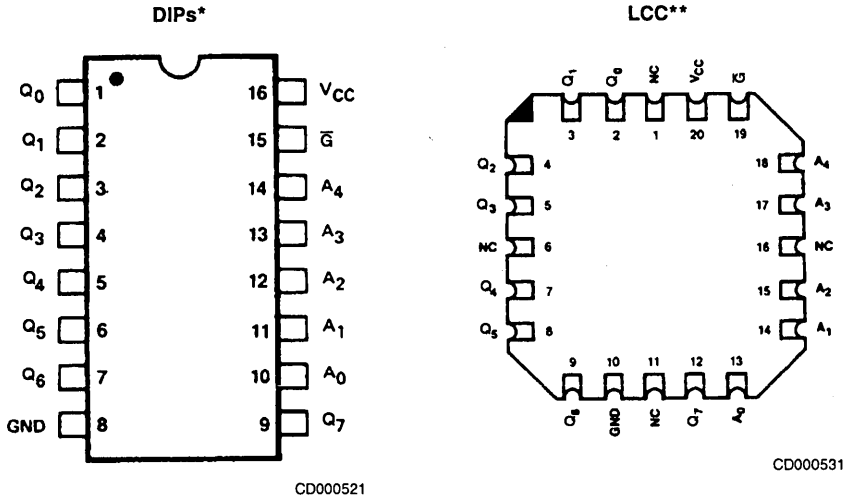 DIPs*
Q0 1 16 VCC
Q1 2 15 G̅
Q2 3 14 A4
Q3 4 13 A3
Q4 5 12 A2
Q5 6 11 A1
Q6 7 10 A0
GND 8 9 Q7
CD000521
LCC**
Q1 Q0 NC VCC G̅
3 2 1 20 19
Q2 4 18 A4
Q3 5 17 A3
NC 6 16 NC
Q4 7 15 A2
Q5 8 14 A1
9 10 11 12 13
Q6 GND NC Q7 A0
CD000531